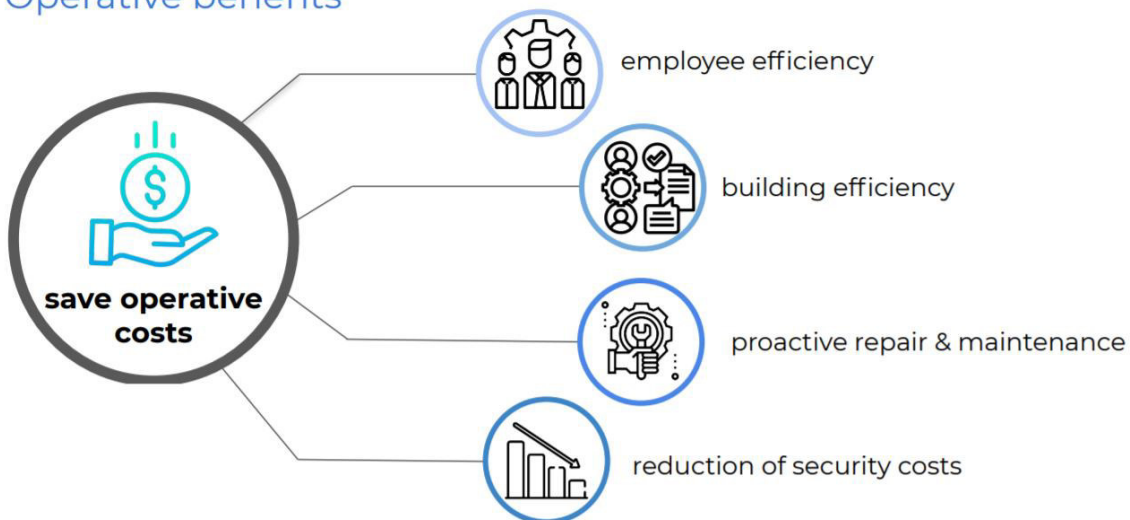 Operative benefits
employee efficiency
building efficiency
$
save operative
costs
proactive repair & maintenance
reduction of security costs